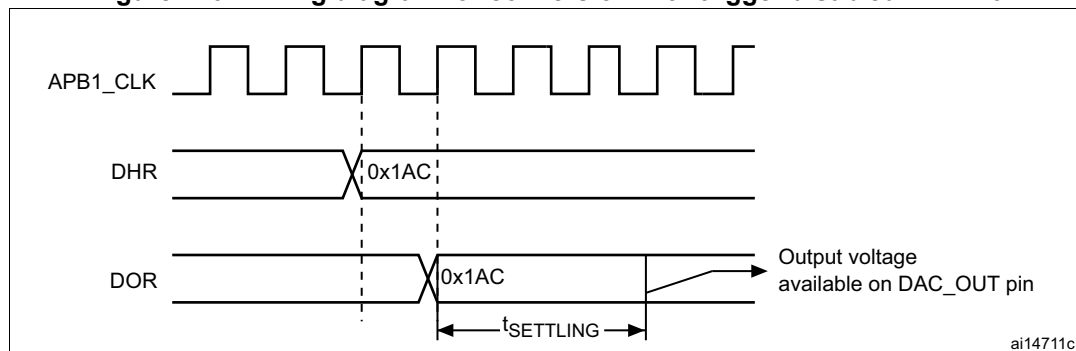 APB1_CLK
DHR
0x1AC
DOR
0x1AC
Output voltage
available on DAC_OUT pin
tSETTLING
ai14711c